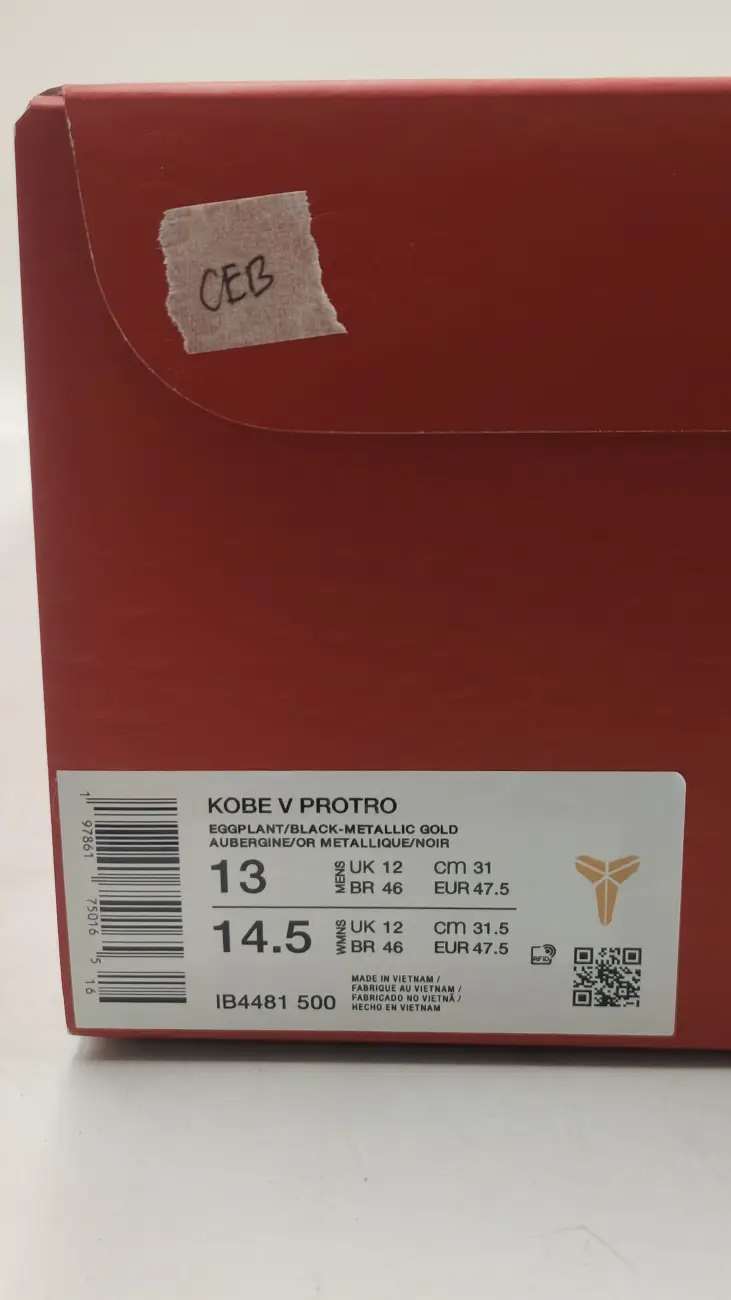 CEB
KOBE V PROTRO
EGGPLANT/BLACK-METALLIC GOLD
AUBERGINE/OR METALLIQUE/NOIR
13 MENS UK 12 CM 31
BR 46 EUR 47.5
14.5 WMNS UK 12 CM 31.5
BR 46 EUR 47.5
RFID
IB4481 500
MADE IN VIETNAM /
FABRIQUE AU VIETNAM /
FABRICADO NO VIETNÃ /
HECHO EN VIETNAM
1 97861 75016 5 16